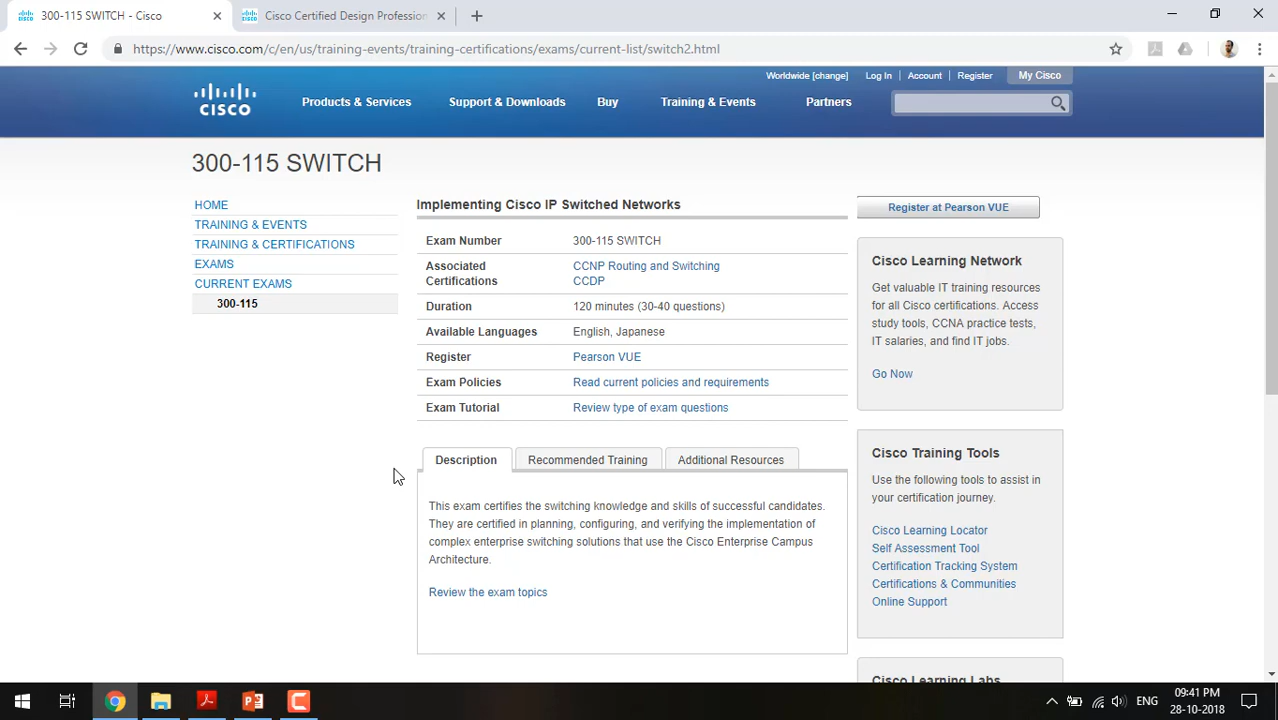 300-115 SWITCH - Cisco
Cisco Certified Design Profession
https://www.cisco.com/c/en/us/training-events/training-certifications/exams/current-list/switch2.html
Worldwide [change]
Log In
Account
Register
My Cisco
CISCO
Products & Services
Support & Downloads
Buy
Training & Events
Partners
300-115 SWITCH
HOME
TRAINING & EVENTS
TRAINING & CERTIFICATIONS
EXAMS
CURRENT EXAMS
300-115
Implementing Cisco IP Switched Networks
Exam Number 300-115 SWITCH
Associated CCNP Routing and Switching
Certifications CCDP
Duration 120 minutes (30-40 questions)
Available Languages English, Japanese
Register Pearson VUE
Exam Policies Read current policies and requirements
Exam Tutorial Review type of exam questions
Description
Recommended Training
Additional Resources
This exam certifies the switching knowledge and skills of successful candidates.
They are certified in planning, configuring, and verifying the implementation of
complex enterprise switching solutions that use the Cisco Enterprise Campus
Architecture.
Review the exam topics
Register at Pearson VUE
Cisco Learning Network
Get valuable IT training resources
for all Cisco certifications. Access
study tools, CCNA practice tests,
IT salaries, and find IT jobs.
Go Now
Cisco Training Tools
Use the following tools to assist in
your certification journey.
Cisco Learning Locator
Self Assessment Tool
Certification Tracking System
Certifications & Communities
Online Support
Cisco Learning Labs
ENG
09:41 PM
28-10-2018